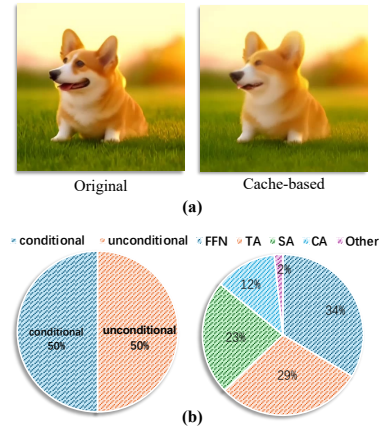 Original
Cache-based
(a)
conditional unconditional FFN TA SA CA Other
conditional
50%
unconditional
50%
2%
12%
34%
23%
29%
(b)